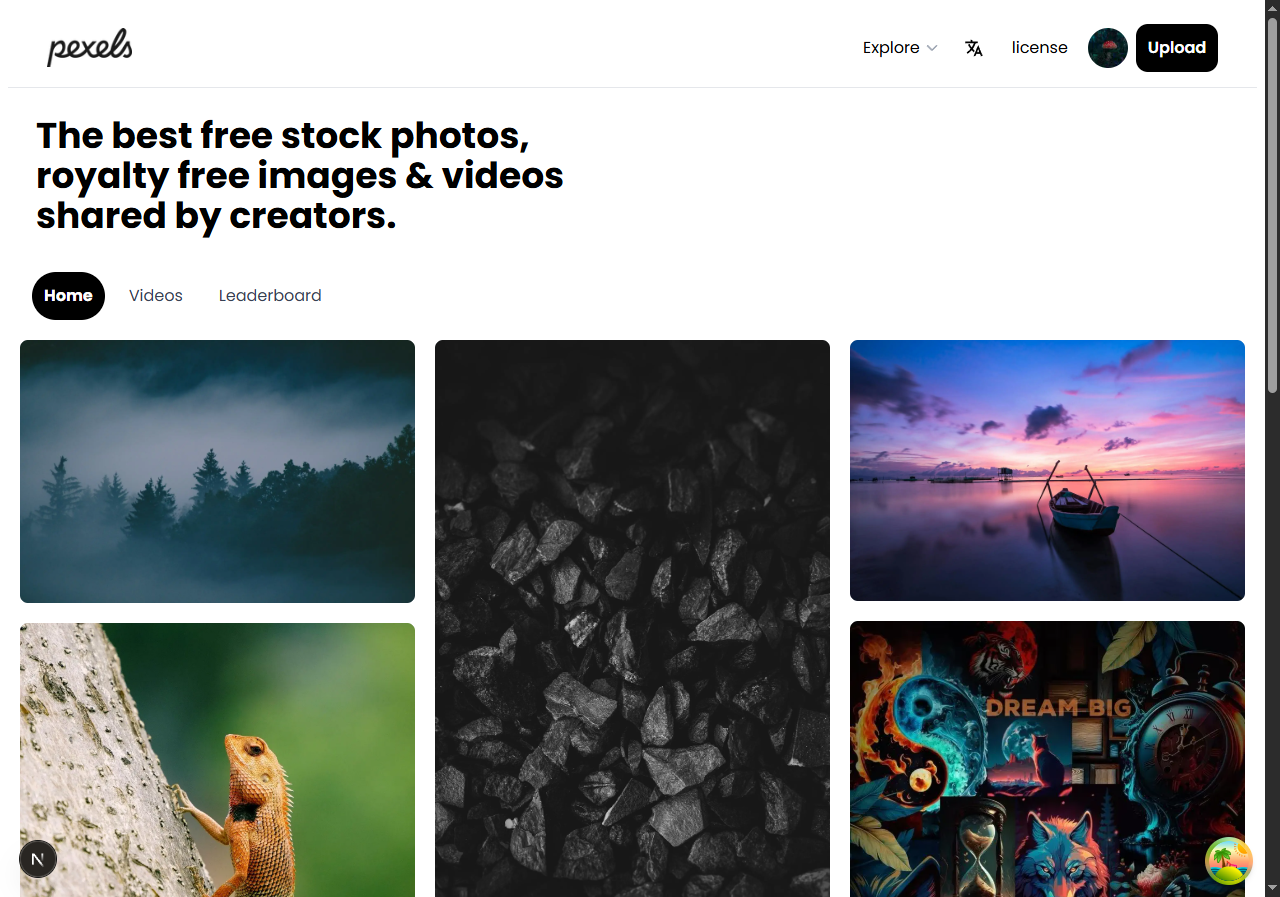 pexels
Explore
license
Upload
The best free stock photos,
royalty free images & videos
shared by creators.
Home
Videos
Leaderboard
DREAM BIG
N